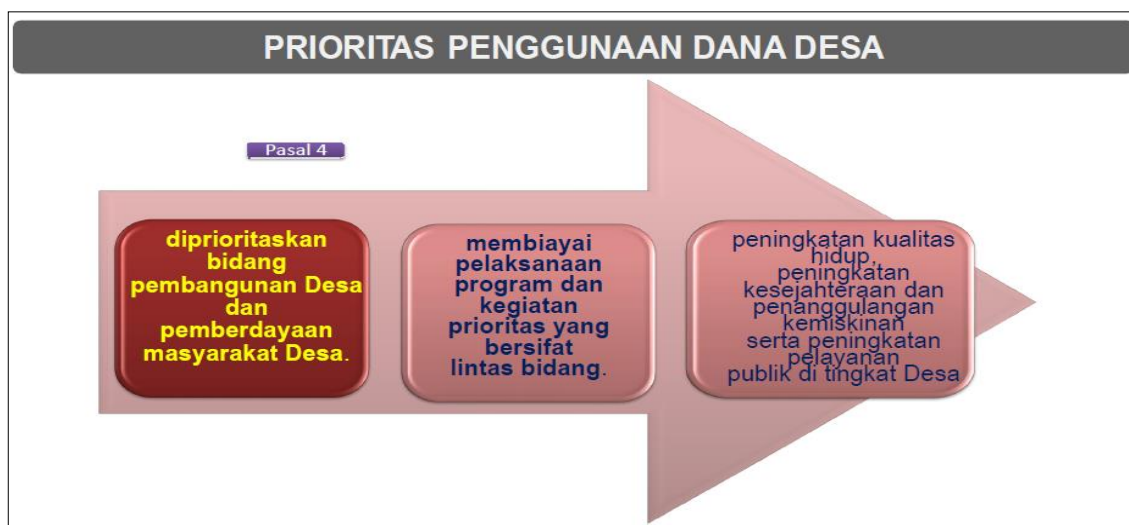 PRIORITAS PENGGUNAAN DANA DESA
Pasal 4
diprioritaskan
bidang
pembangunan Desa
dan
pemberdayaan
masyarakat Desa.
membiayai
pelaksanaan
program dan
kegiatan
prioritas yang
bersifat
lintas bidang.
peningkatan kualitas
hidup,
peningkatan
kesejahteraan dan
penanggulangan
kemiskinan
serta peningkatan
pelayanan
publik di tingkat Desa